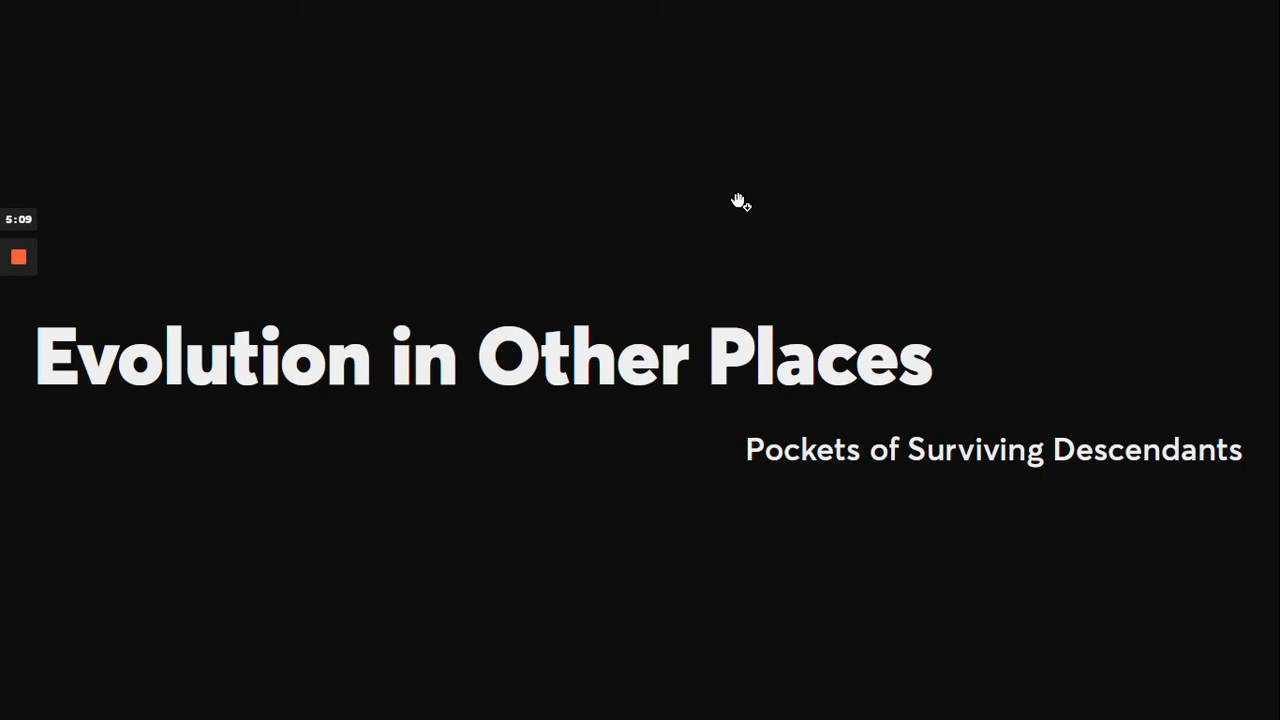 5:09
Evolution in Other Places
Pockets of Surviving Descendants